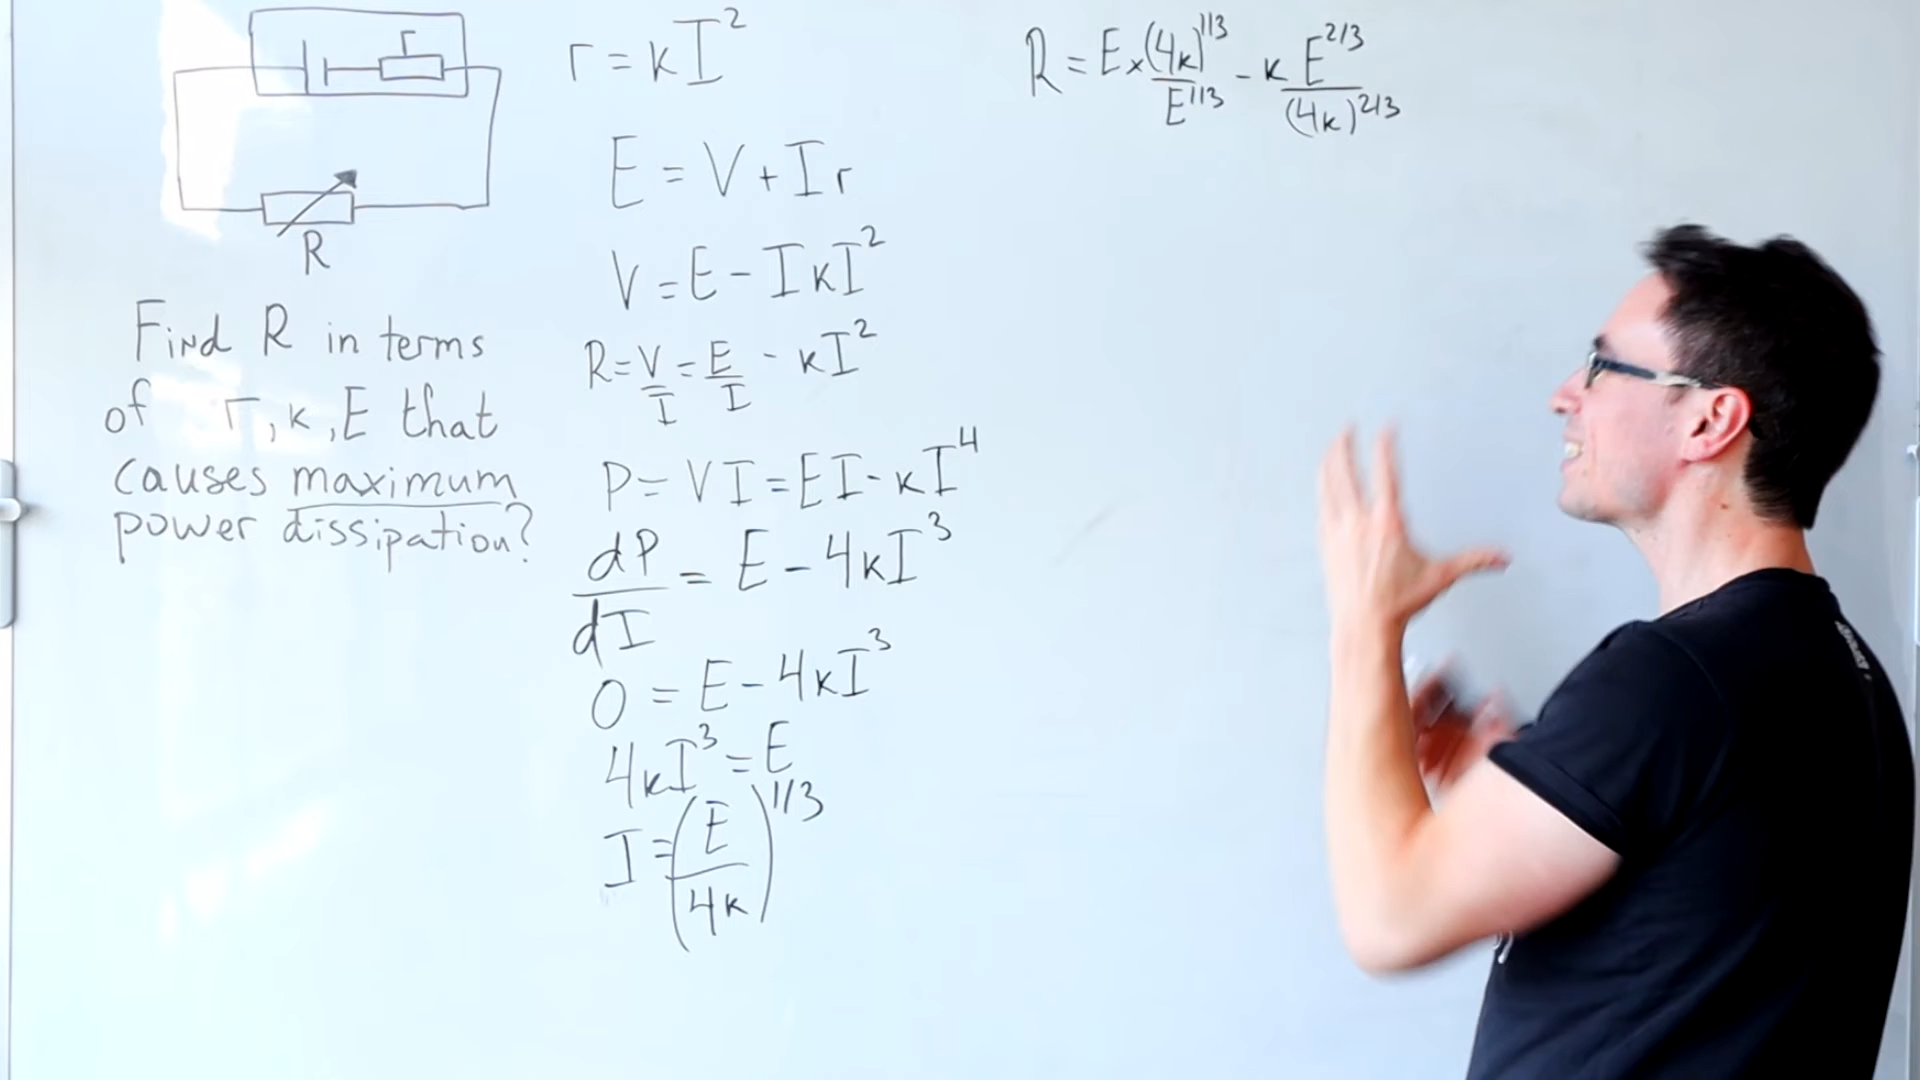 r
R
Find R in terms
of r, k, E that
causes maximum
power dissipation?
r = kI²
E = V + Ir
V = E - IkI²
R = V/I = E/I - kI²
P = VI = EI - kI⁴
dP/dI = E - 4kI³
0 = E - 4kI³
4kI³ = E
I = (E/4k)^1/3
R = E × (4k)^1/3 / E^1/3 - k E^2/3 / (4k)^2/3